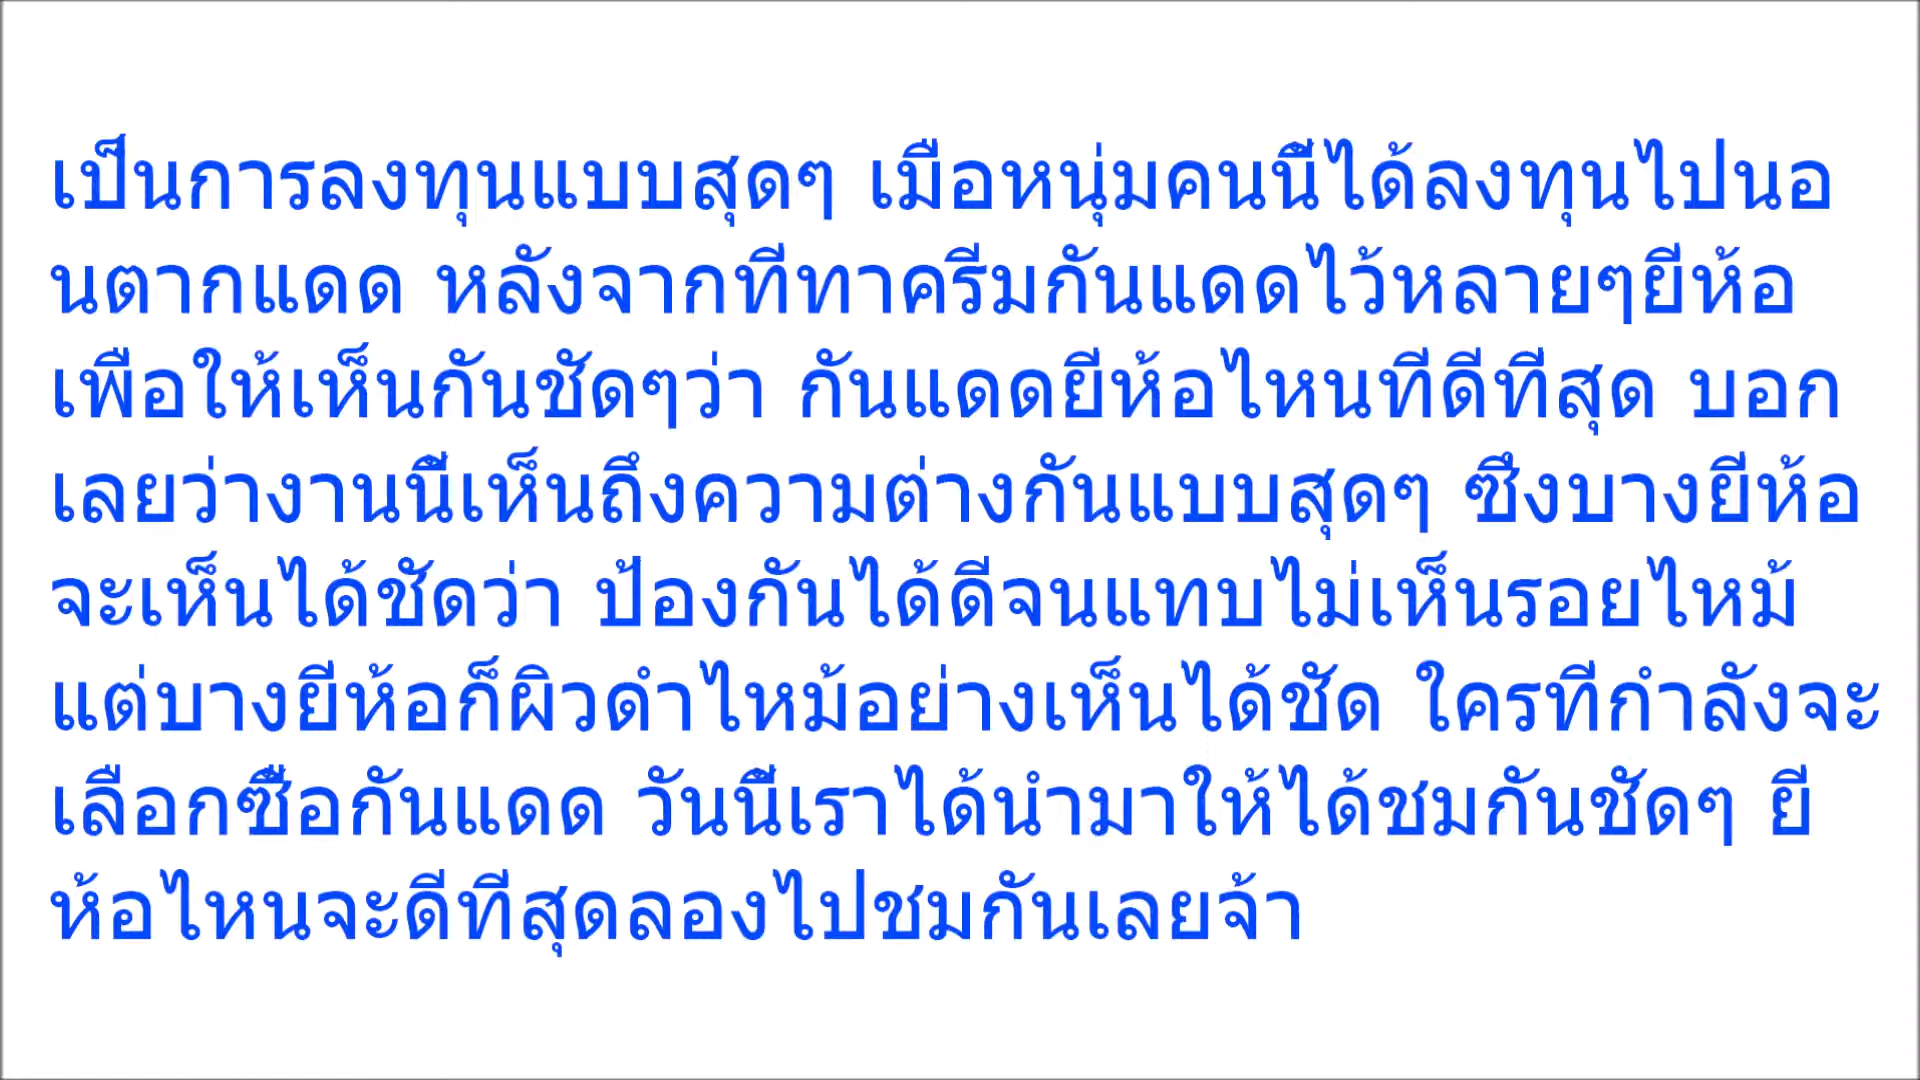 เป็นการลงทุนแบบสุดๆ เมื่อหนุ่มคนนี้ได้ลงทุนไปนอ
นตากแดด หลังจากที่ทาครีมกันแดดไว้หลายๆยี่ห้อ
เพื่อให้เห็นกันชัดๆว่า กันแดดยี่ห้อไหนที่ดีที่สุด บอก
เลยว่างานนี้เห็นถึงความต่างกันแบบสุดๆ ซึ่งบางยี่ห้อ
จะเห็นได้ชัดว่า ป้องกันได้ดีจนแทบไม่เห็นรอยไหม้
แต่บางยี่ห้อก็ผิวดำไหม้อย่างเห็นได้ชัด ใครที่กำลังจะ
เลือกซื้อกันแดด วันนี้เราได้นำมาให้ได้ชมกันชัดๆ ยี่
ห้อไหนจะดีที่สุดลองไปชมกันเลยจ้า